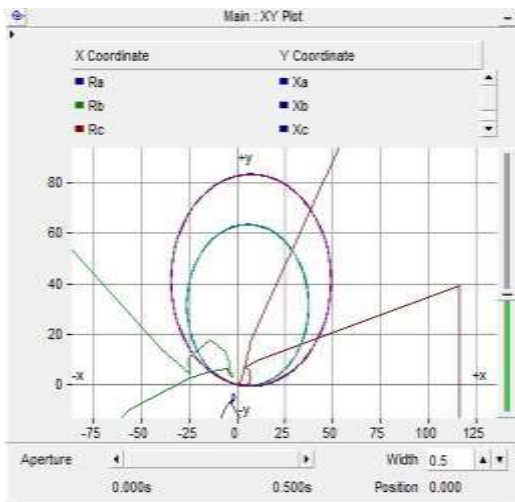 Main : XY Plot
X Coordinate Y Coordinate
Ra Xa
Rb Xb
Rc Xc
+y
80
60
40
20
0
-x +x
-y
-75 -50 -25 0 25 50 75 100 125
Aperture Width 0.5
0.000s 0.500s Position 0.000